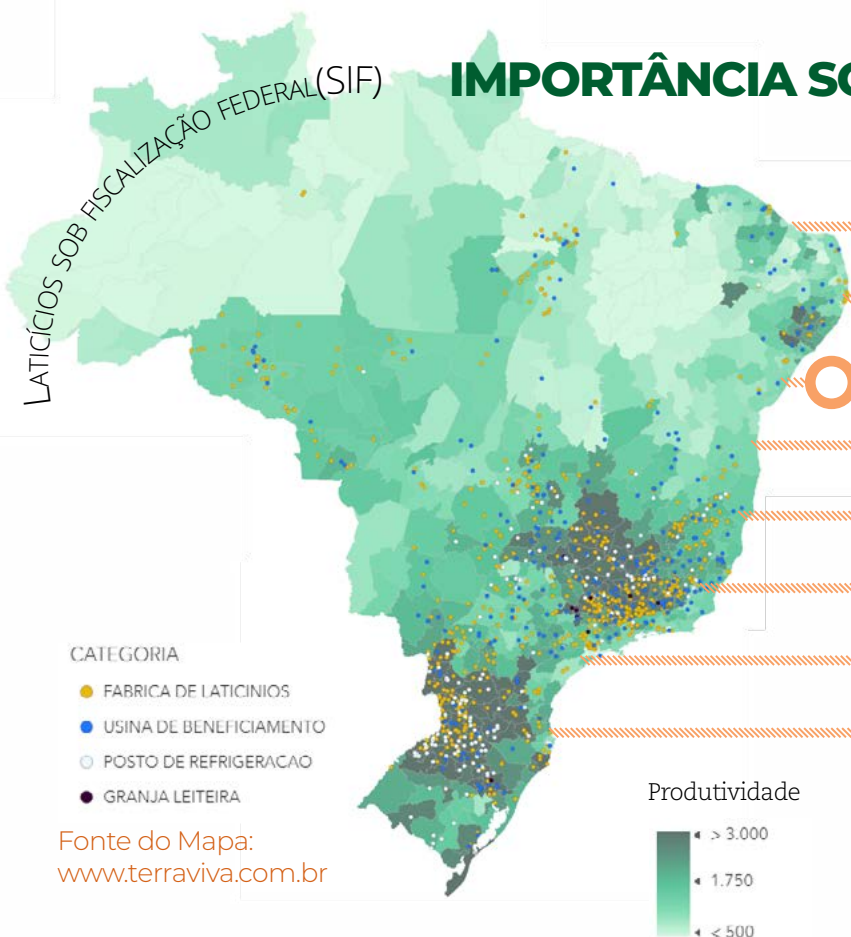 IMPORTÂNCIA SO
LATICÍCIOS SOB FISCALIZAÇÃO FEDERAL(SIF)
CATEGORIA
FABRICA DE LATICINIOS
USINA DE BENEFICIAMENTO
POSTO DE REFRIGERACAO
GRANJA LEITEIRA
Fonte do Mapa:
www.terraviva.com.br
Produtividade
> 3.000
1.750
< 500